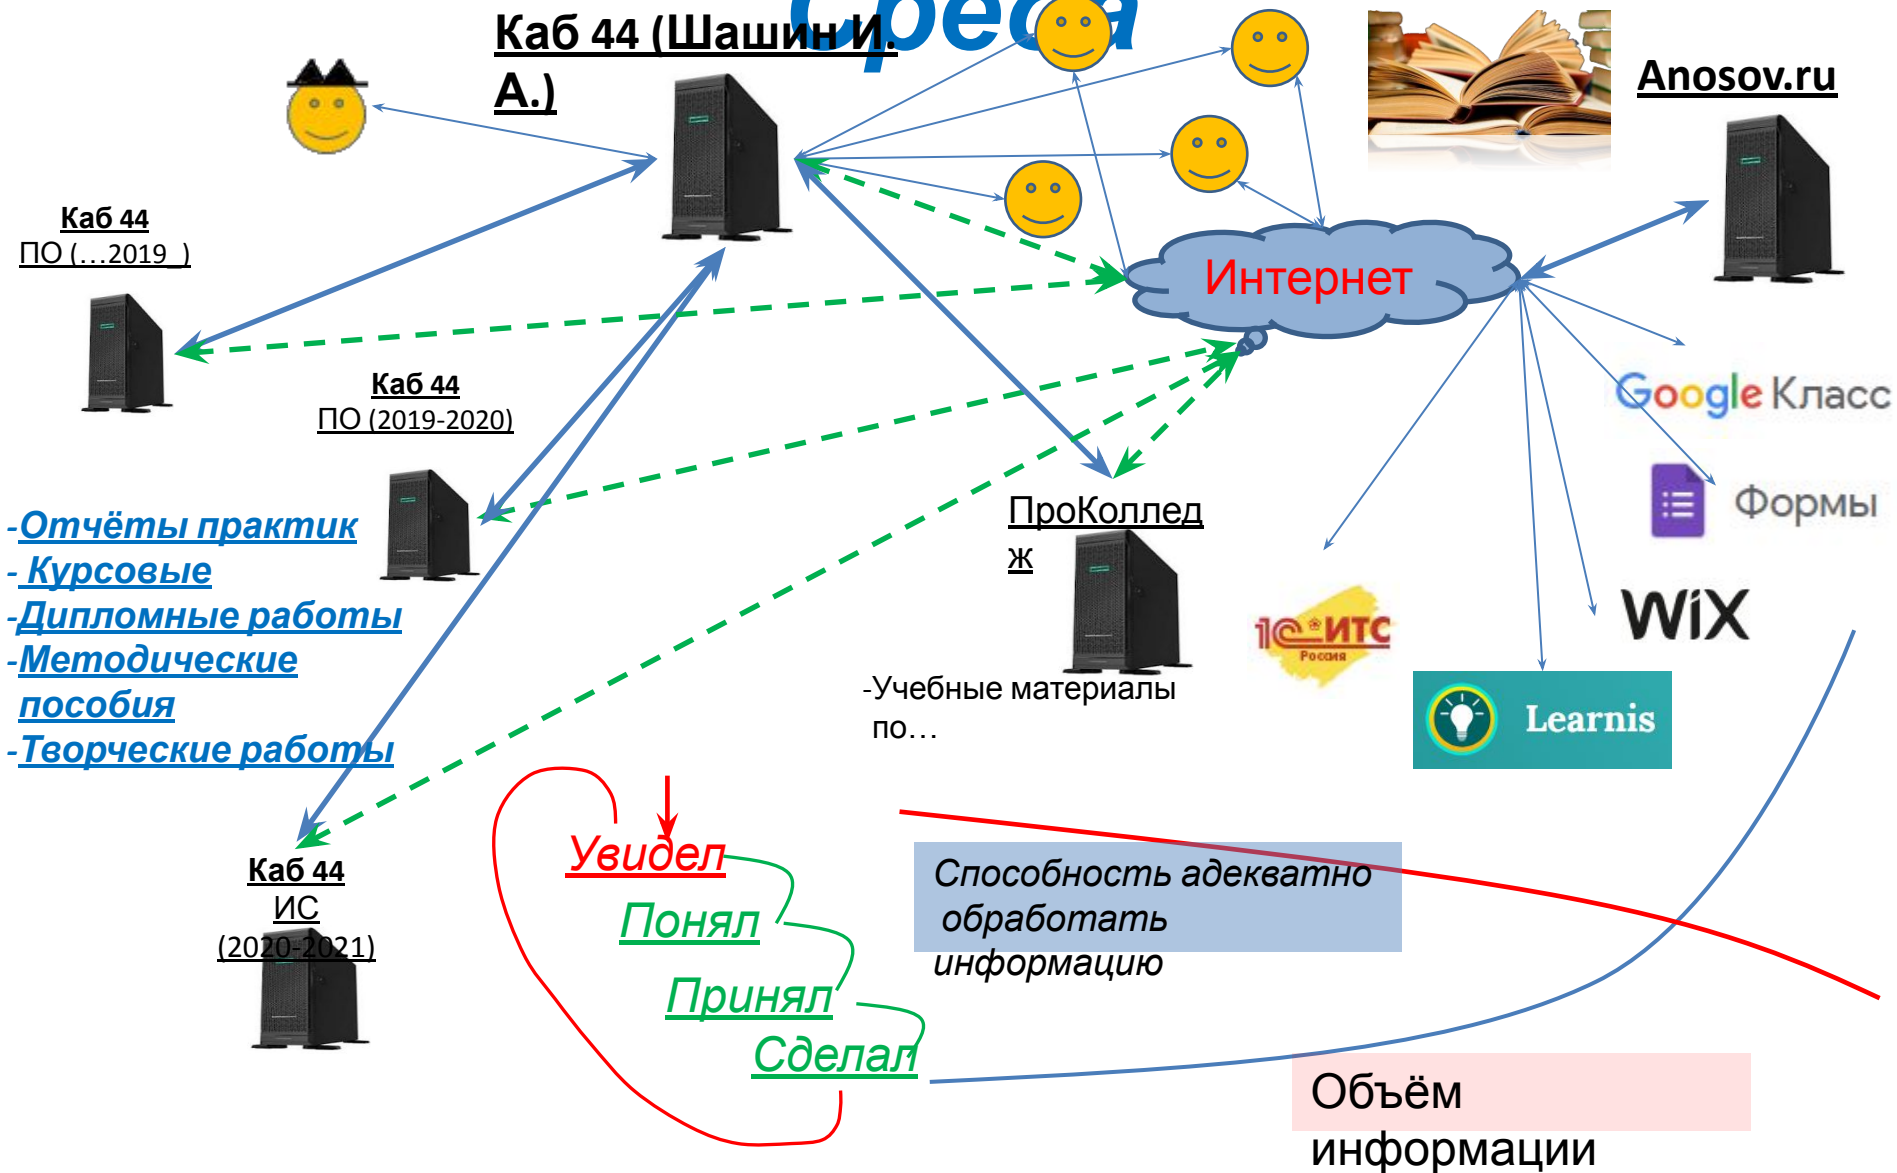 Среда
Каб 44 (Шашин И.
А.)
Anosov.ru
Каб 44
ПО (…2019_)
Интернет
Каб 44
ПО (2019-2020)
Google Класс
Формы
ПроКоллед
ж
-Отчёты практик
- Курсовые
-Дипломные работы
-Методические
пособия
-Творческие работы
1С ИТС
Россия
WiX
-Учебные материалы
по…
Learnis
Каб 44
ИС
(2020-2021)
Увидел
Понял
Принял
Сделал
Способность адекватно
обработать
информацию
Объём
информации